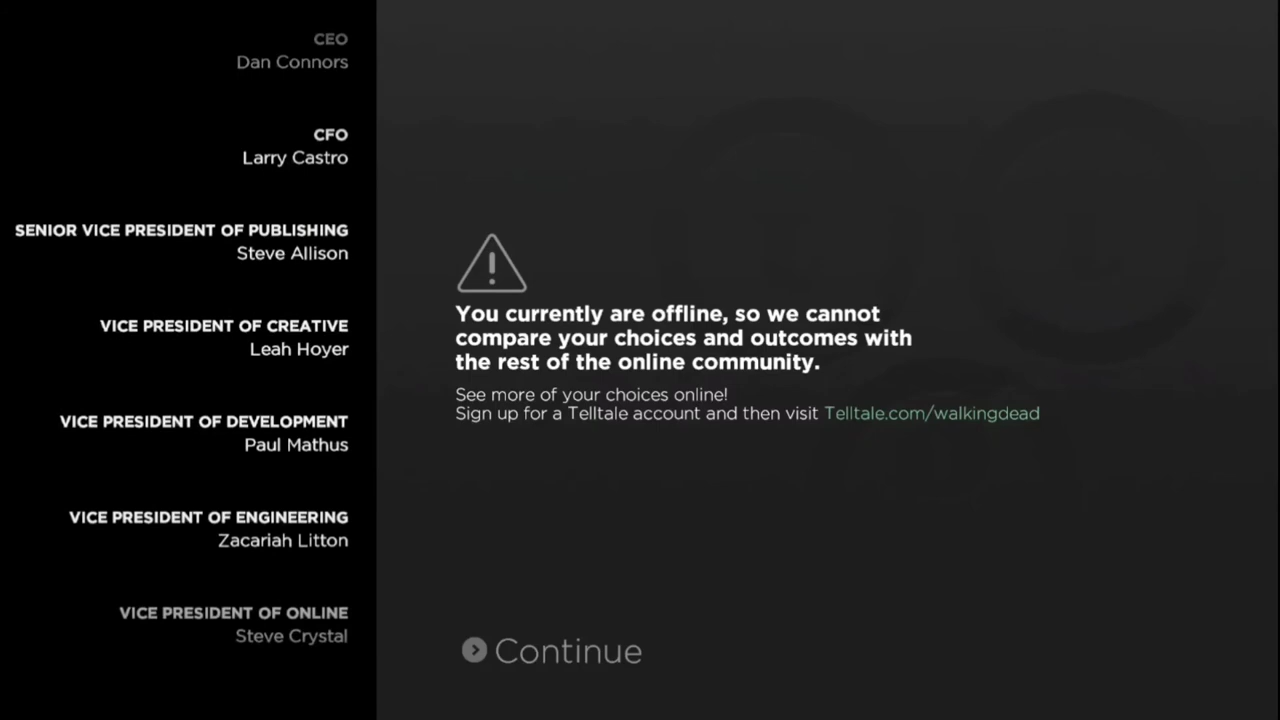 CEO
Dan Connors
CFO
Larry Castro
SENIOR VICE PRESIDENT OF PUBLISHING
Steve Allison
VICE PRESIDENT OF CREATIVE
Leah Hoyer
VICE PRESIDENT OF DEVELOPMENT
Paul Mathus
VICE PRESIDENT OF ENGINEERING
Zacariah Litton
VICE PRESIDENT OF ONLINE
Steve Crystal
You currently are offline, so we cannot
compare your choices and outcomes with
the rest of the online community.
See more of your choices online!
Sign up for a Telltale account and then visit Telltale.com/walkingdead
Continue